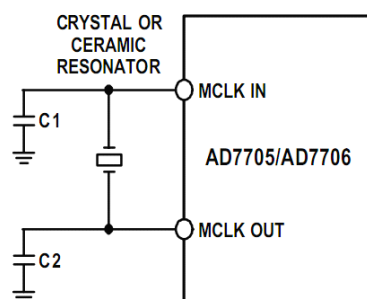 CRYSTAL OR
CERAMIC
RESONATOR
MCLK IN
C1
AD7705/AD7706
MCLK OUT
C2